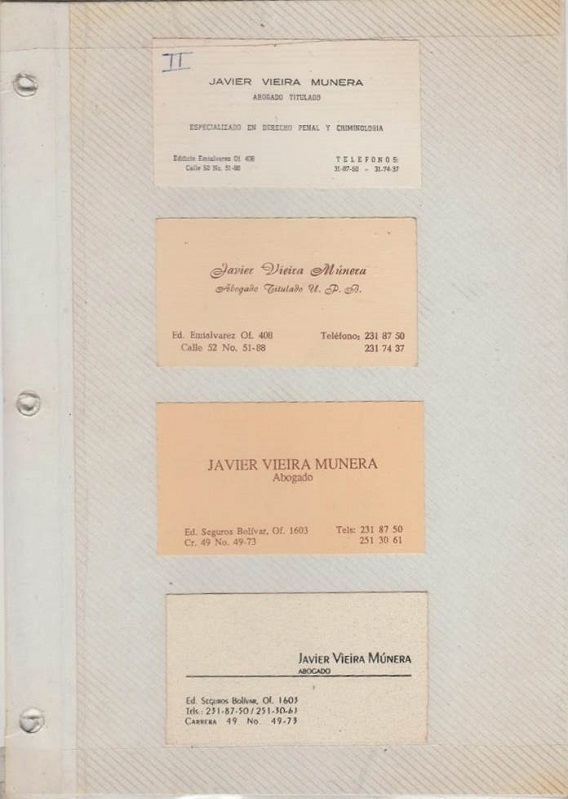 II
JAVIER VIEIRA MUNERA
ABOGADO TITULADO
ESPECIALIZADO EN DERECHO PENAL Y CRIMINOLOGIA
Edificio Emialvarez Of. 408
Calle 52 No. 51-88
TELEFONOS:
31-87-50 - 31-74-37
Javier Vieira Múnera
Abogado Titulado U. P. B.
Ed. Emialvarez Of. 408
Calle 52 No. 51-88
Teléfono: 231 87 50
231 74 37
JAVIER VIEIRA MUNERA
Abogado
Ed. Seguros Bolívar, Of. 1603
Cr. 49 No. 49-73
Tels: 231 87 50
251 30 61
Javier Vieira Múnera
ABOGADO
Ed. Seguros Bolívar, Of. 1603
Tels.: 231-87-50 / 251-30-61
Carrera 49 No. 49-73